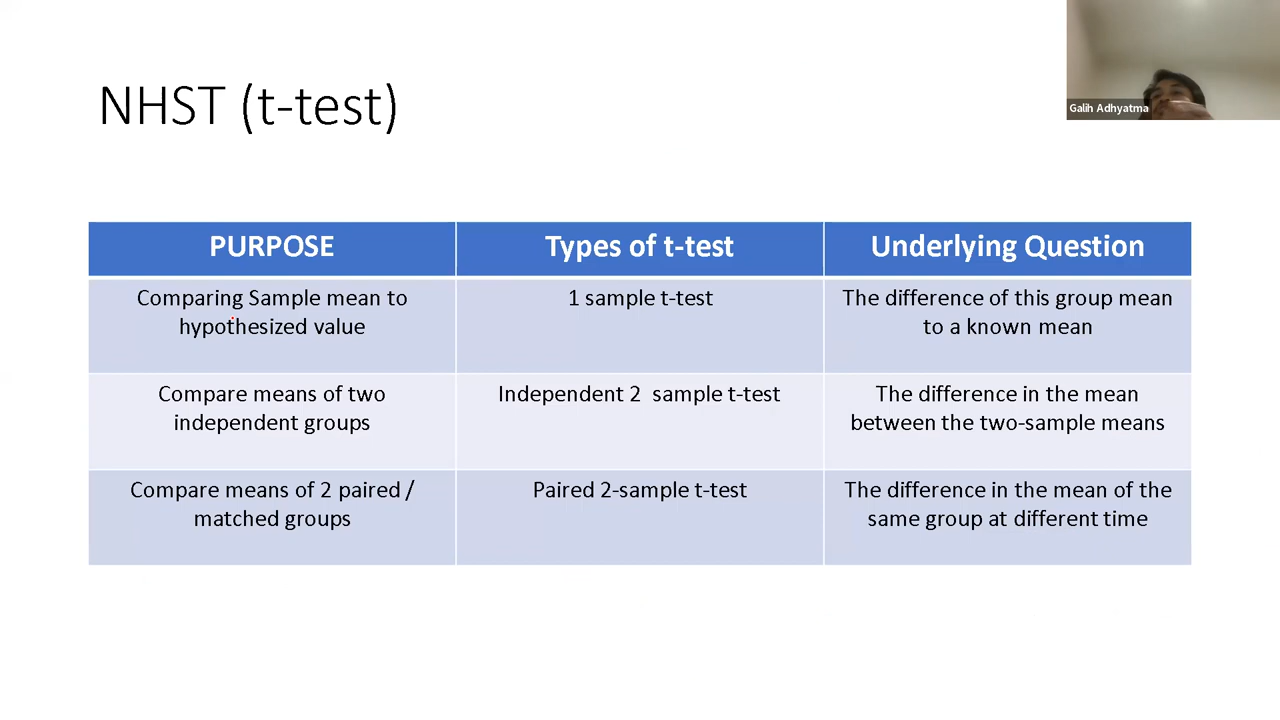 NHST (t-test)
Galih Adhyatma
PURPOSE
Types of t-test
Underlying Question
Comparing Sample mean to
hypothesized value
1 sample t-test
The difference of this group mean
to a known mean
Compare means of two
independent groups
Independent 2  sample t-test
The difference in the mean
between the two-sample means
Compare means of 2 paired /
matched groups
Paired 2-sample t-test
The difference in the mean of the
same group at different time